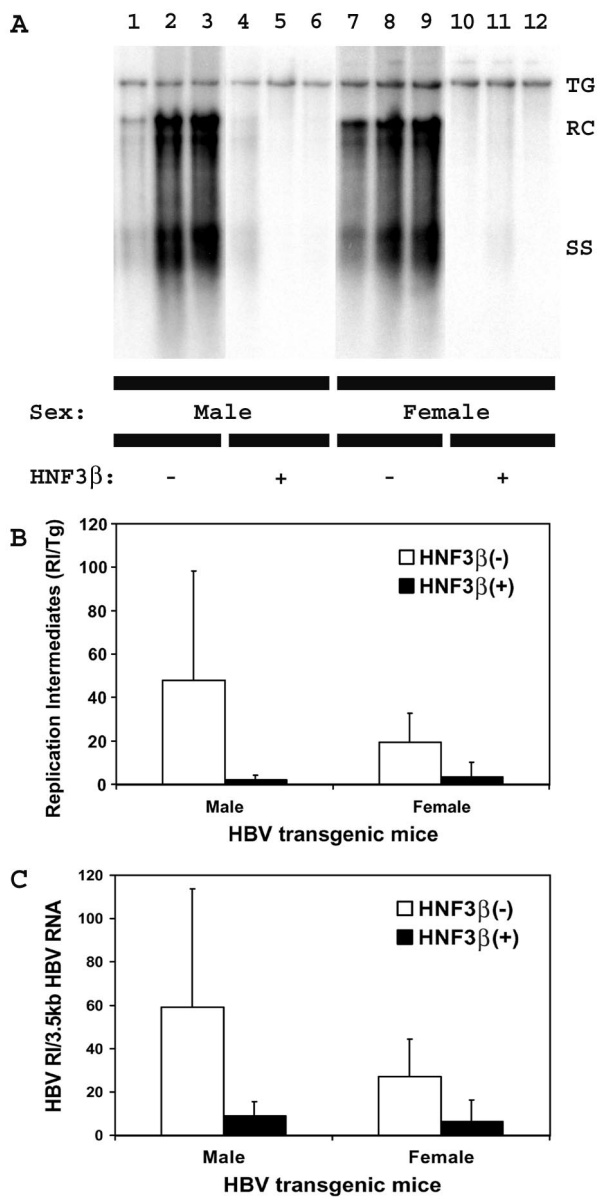 A
1 2 3 4 5 6 7 8 9 10 11 12
TG
RC
SS
Sex: Male Female
HNF3β: - + - +
B
Replication Intermediates (RI/Tg)
120
100
80
60
40
20
0
HNF3β(-)
HNF3β(+)
Male Female
HBV transgenic mice
C
HBV RI/3.5kb HBV RNA
120
100
80
60
40
20
0
HNF3β(-)
HNF3β(+)
Male Female
HBV transgenic mice